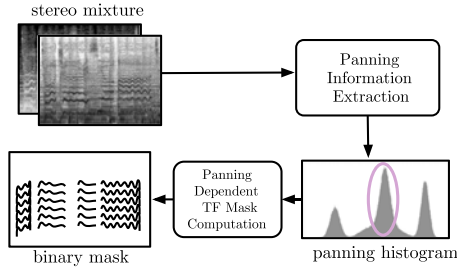 stereo mixture
Panning
Information
Extraction
Panning
Dependent
TF Mask
Computation
binary mask
panning histogram